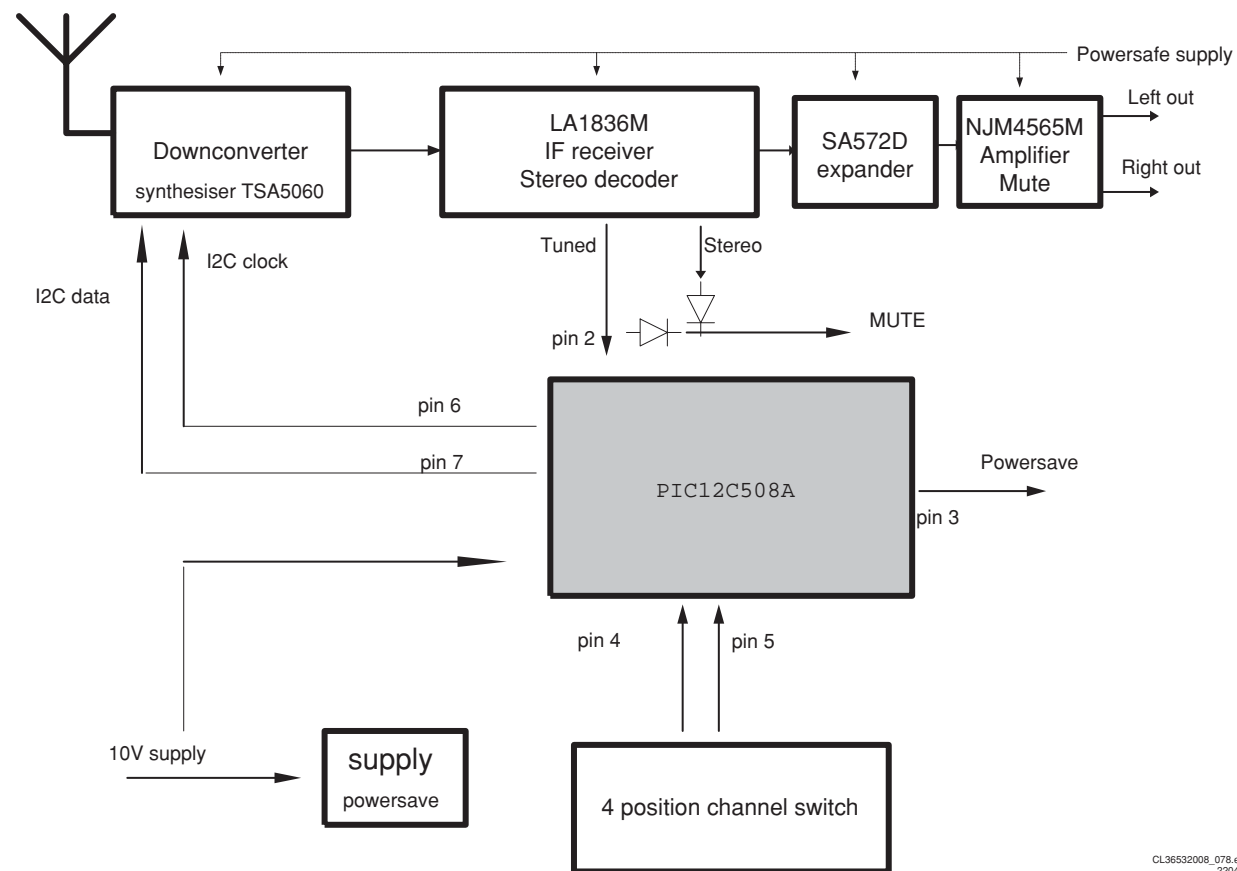 Powersafe supply
Downconverter
synthesiser TSA5060
LA1836M
IF receiver
Stereo decoder
SA572D
expander
NJM4565M
Amplifier
Mute
Left out
Right out
I2C data
I2C clock
Tuned
Stereo
pin 2
MUTE
pin 6
pin 7
PIC12C508A
Powersave
pin 3
pin 4
pin 5
10V supply
supply
powersave
4 position channel switch